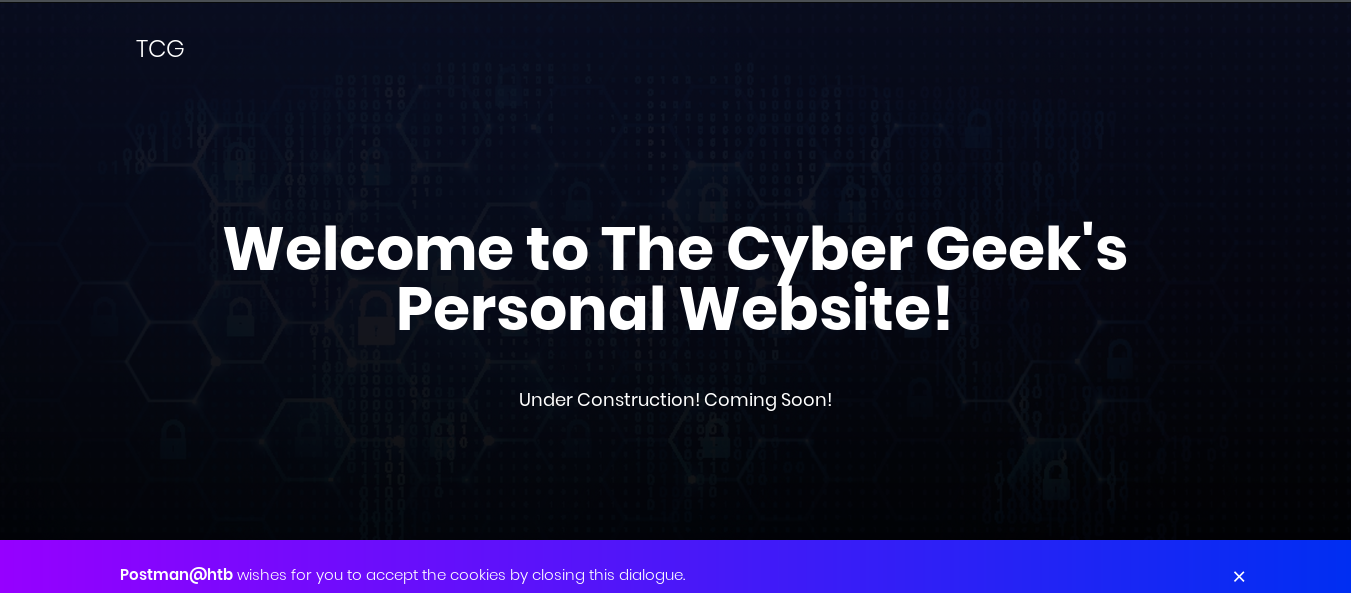 TCG
Welcome to The Cyber Geek's
Personal Website!
Under Construction! Coming Soon!
Postman@htb wishes for you to accept the cookies by closing this dialogue.